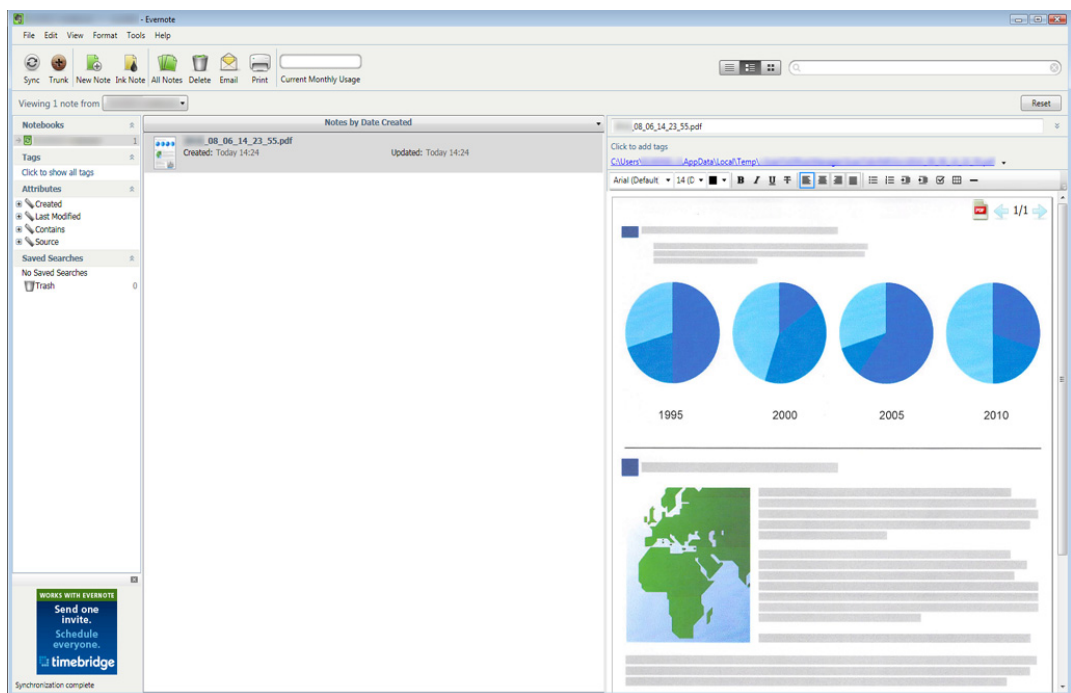 - Evernote
File Edit View Format Tools Help
Sync Trunk New Note Ink Note All Notes Delete Email Print Current Monthly Usage
Viewing 1 note from
Reset
Notebooks
1
Tags
Click to show all tags
Attributes
Created
Last Modified
Contains
Source
Saved Searches
No Saved Searches
Trash 0
WORKS WITH EVERNOTE
Send one
invite.
Schedule
everyone.
timebridge
Synchronization complete
Notes by Date Created
_08_06_14_23_55.pdf
Created: Today 14:24 Updated: Today 14:24
_08_06_14_23_55.pdf
Click to add tags
C:\Users\ \AppData\Local\Temp\
Arial (Default 14 (D B I U T
PDF 1/1
1995 2000 2005 2010